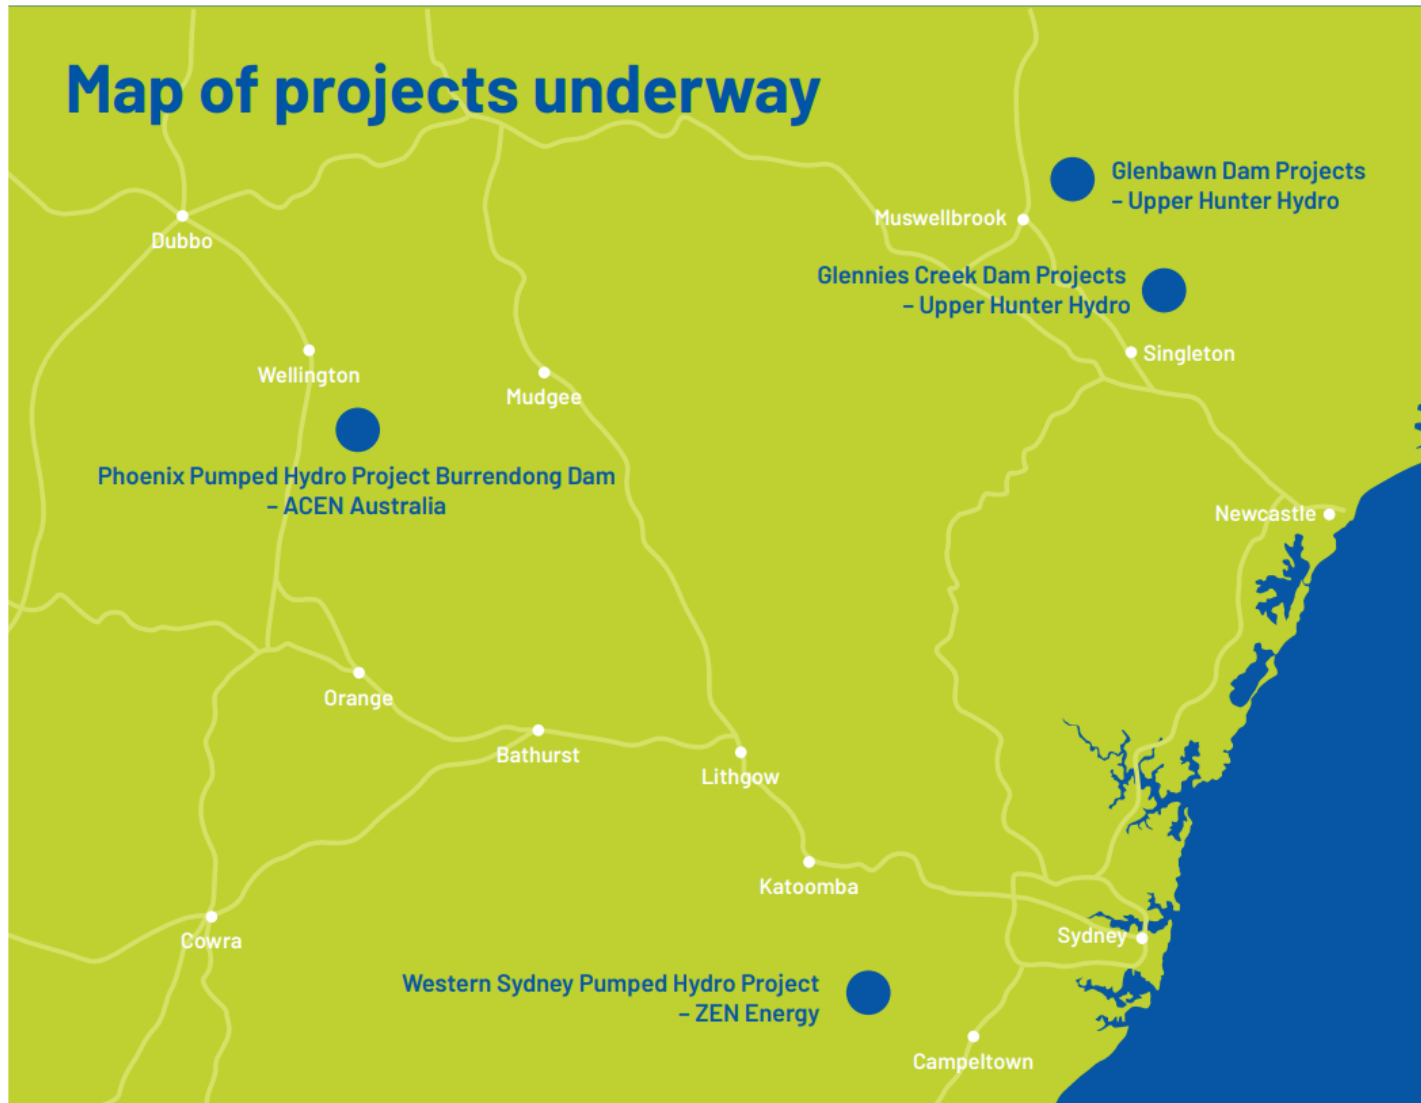 Map of projects underway
Glenbawn Dam Projects
– Upper Hunter Hydro
Muswellbrook
Dubbo
Glennies Creek Dam Projects
– Upper Hunter Hydro
Singleton
Wellington
Mudgee
Phoenix Pumped Hydro Project Burrendong Dam
– ACEN Australia
Newcastle
Orange
Bathurst
Lithgow
Katoomba
Sydney
Cowra
Western Sydney Pumped Hydro Project
– ZEN Energy
Campeltown